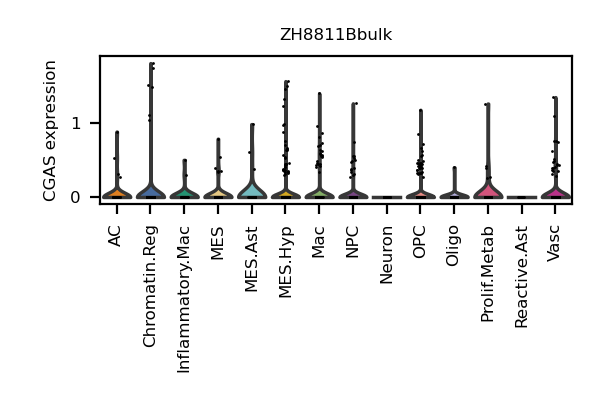 ZH8811Bbulk
CGAS expression
1
0
AC
Chromatin.Reg
Inflammatory.Mac
MES
MES.Ast
MES.Hyp
Mac
NPC
Neuron
OPC
Oligo
Prolif.Metab
Reactive.Ast
Vasc